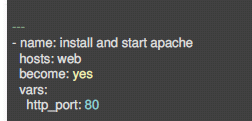 ---
- name: install and start apache
  hosts: web
  become: yes
  vars:
    http_port: 80